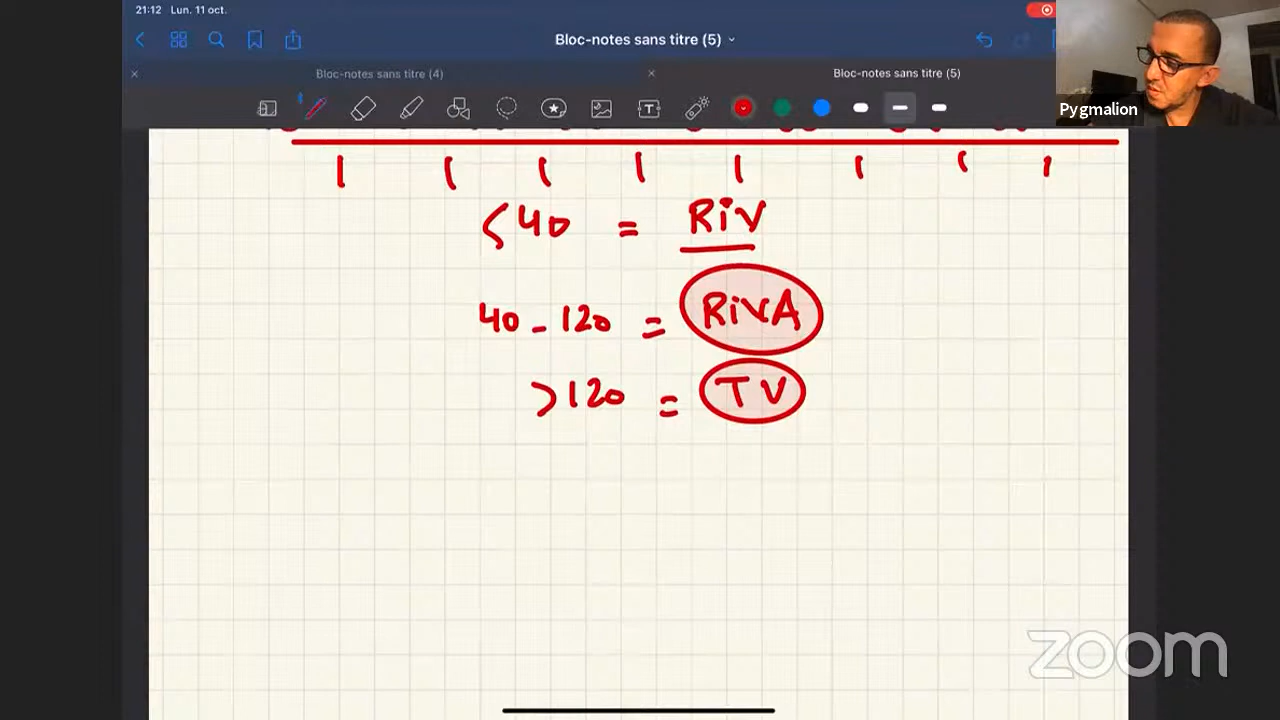 21:12 Lun. 11 oct.
Bloc-notes sans titre (5)
Bloc-notes sans titre (4)
Bloc-notes sans titre (5)
Pygmalion
<40 = RiV
40 - 120 = RiVA
>120 = TV
zoom